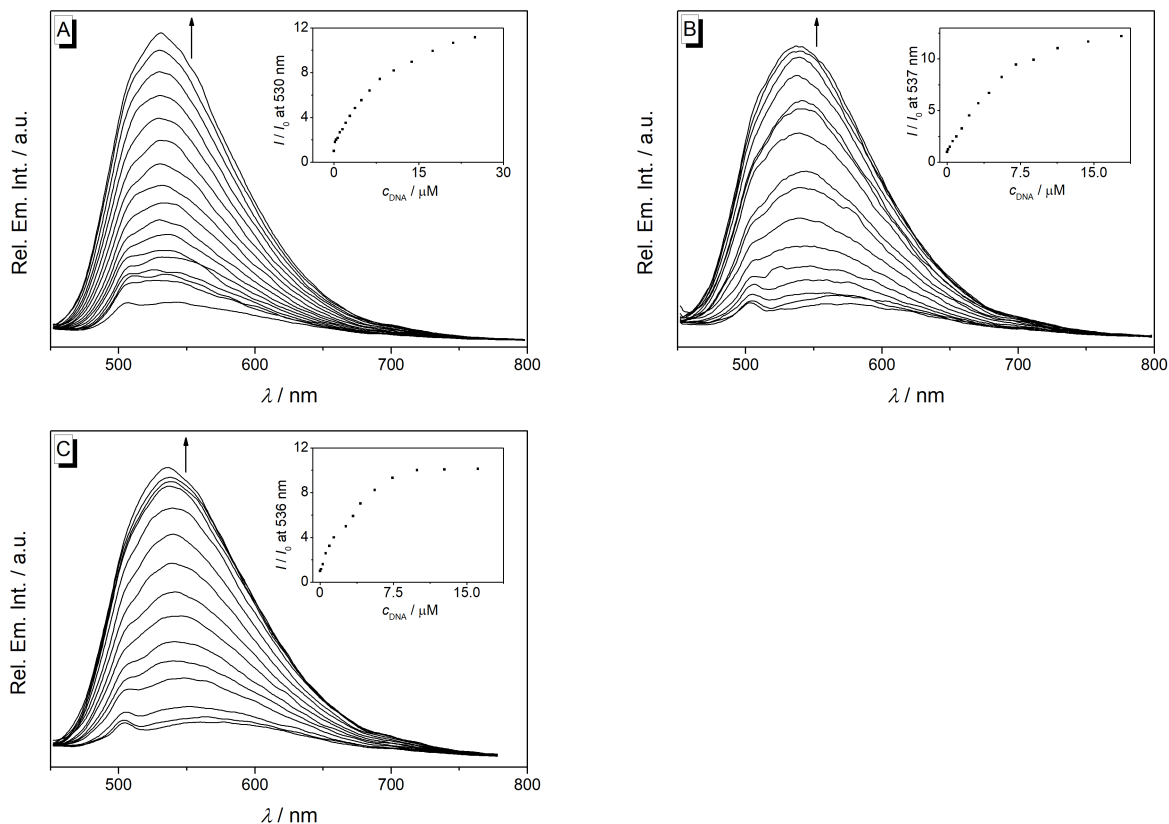 A
Rel. Em. Int. / a.u.
500 600 700 800
λ / nm
I / I0 at 530 nm
12
8
4
0
0 15 30
cDNA / μM
B
Rel. Em. Int. / a.u.
500 600 700 800
λ / nm
I / I0 at 537 nm
10
5
0
0 7.5 15.0
cDNA / μM
C
Rel. Em. Int. / a.u.
500 600 700 800
λ / nm
I / I0 at 536 nm
12
8
4
0
0 7.5 15.0
cDNA / μM